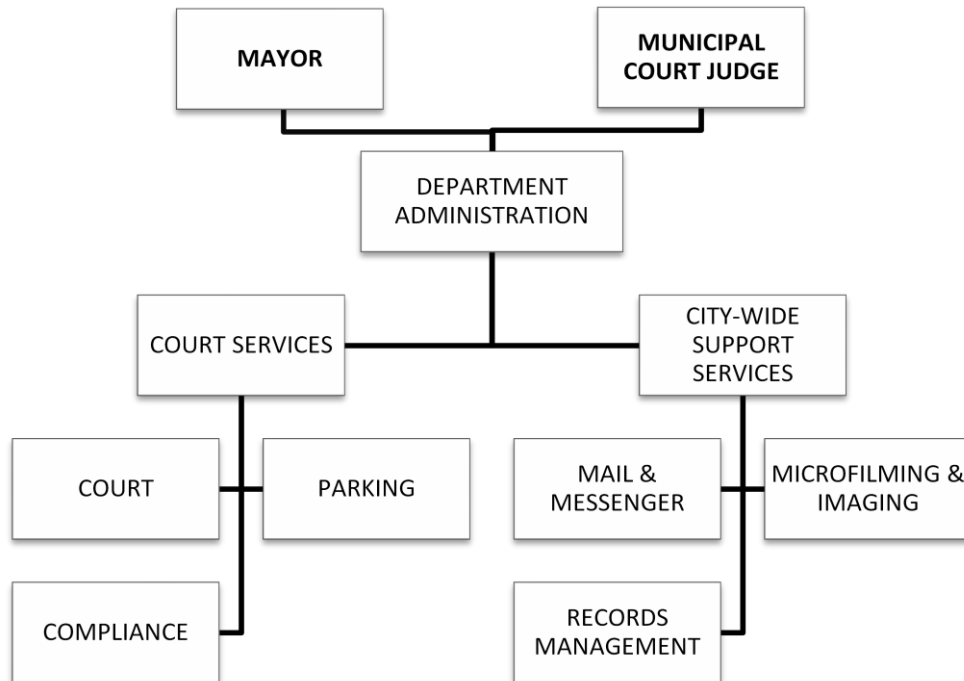 MAYOR
MUNICIPAL
COURT JUDGE
DEPARTMENT
ADMINISTRATION
COURT SERVICES
CITY-WIDE
SUPPORT
SERVICES
COURT
PARKING
MAIL &
MESSENGER
MICROFILMING &
IMAGING
COMPLIANCE
RECORDS
MANAGEMENT